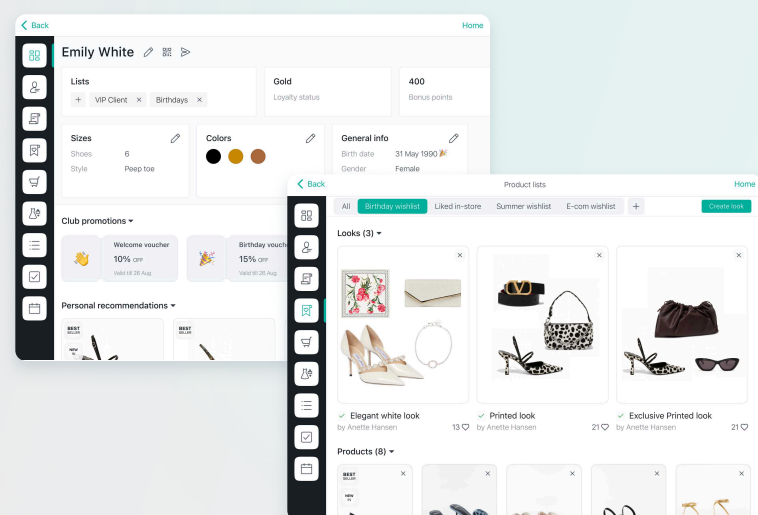 Back
Home
Emily White
Lists
+ VIP Client × Birthdays ×
Gold
Loyalty status
400
Bonus points
Sizes
Shoes 6
Style Peep toe
Colors
General info
Birth date 31 May 1990
Gender Female
Club promotions
Welcome voucher
10% OFF
Valid till 26 Aug
Birthday vouch
15% OFF
Valid till 26 Aug
Personal recommendations
BEST
SELLER
NEW
IN
BEST
SELLER
Back
Product lists
Home
All Birthday wishlist Liked in-store Summer wishlist E-com wishlist +
Create look
Looks (3)
Elegant white look
by Anette Hansen 13
Printed look
by Anette Hansen 21
Exclusive Printed look
by Anette Hansen 21
Products (8)
BEST
SELLER
NEW
IN